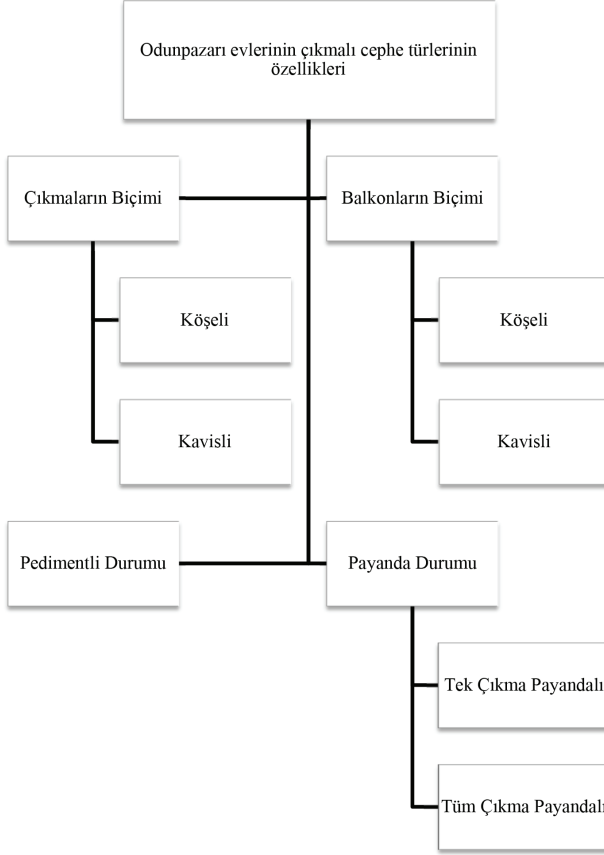 Odunpazarı evlerinin çıkmalı cephe türlerinin
özellikleri
Çıkmaların Biçimi
Balkonların Biçimi
Köşeli
Köşeli
Kavisli
Kavisli
Pedimentli Durumu
Payanda Durumu
Tek Çıkma Payandalı
Tüm Çıkma Payandalı